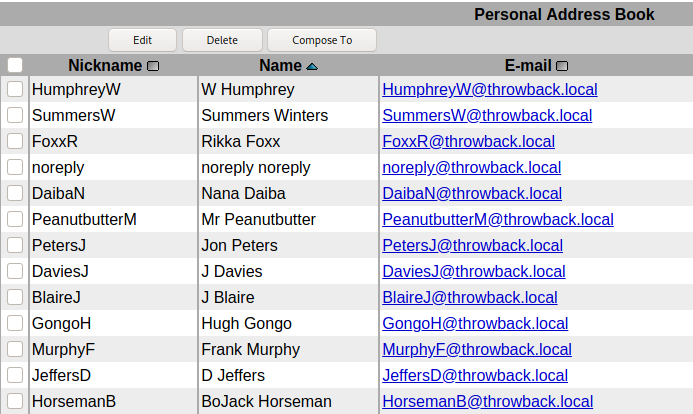 Personal Address Book
Edit Delete Compose To
Nickname Name E-mail
HumphreyW W Humphrey HumphreyW@throwback.local
SummersW Summers Winters SummersW@throwback.local
FoxxR Rikka Foxx FoxxR@throwback.local
noreply noreply noreply noreply@throwback.local
DaibaN Nana Daiba DaibaN@throwback.local
PeanutbutterM Mr Peanutbutter PeanutbutterM@throwback.local
PetersJ Jon Peters PetersJ@throwback.local
DaviesJ J Davies DaviesJ@throwback.local
BlaireJ J Blaire BlaireJ@throwback.local
GongoH Hugh Gongo GongoH@throwback.local
MurphyF Frank Murphy MurphyF@throwback.local
JeffersD D Jeffers JeffersD@throwback.local
HorsemanB BoJack Horseman HorsemanB@throwback.local